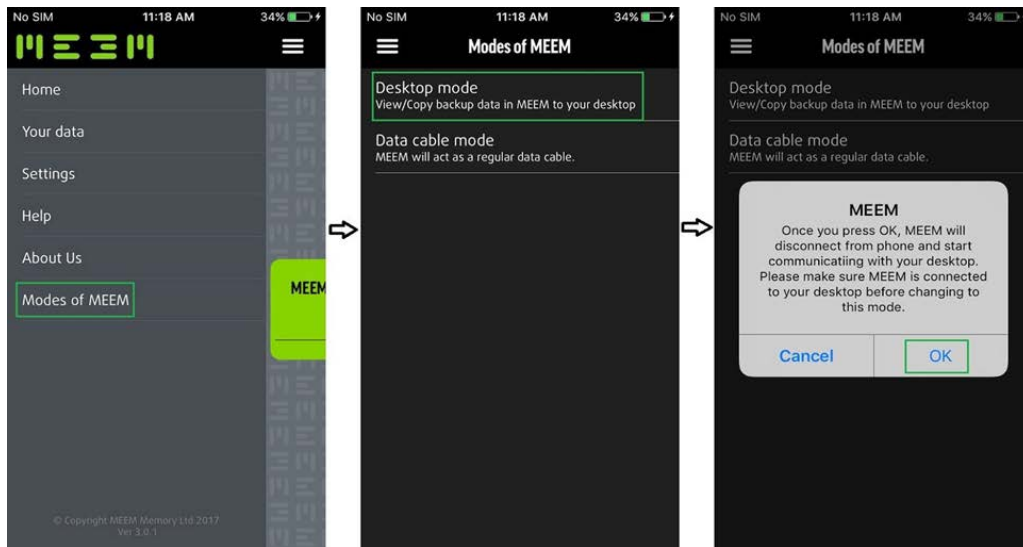 No SIM 11:18 AM 34%
MEEM
Home
Your data
Settings
Help
About Us
Modes of MEEM
MEEM
© Copyright MEEM Memory Ltd 2017
Ver 3.0.1
No SIM 11:18 AM 34%
Modes of MEEM
Desktop mode
View/Copy backup data in MEEM to your desktop
Data cable mode
MEEM will act as a regular data cable.
No SIM 11:18 AM 34%
Modes of MEEM
Desktop mode
View/Copy backup data in MEEM to your desktop
Data cable mode
MEEM will act as a regular data cable.
MEEM
Once you press OK, MEEM will
disconnect from phone and start
communicatiing with your desktop.
Please make sure MEEM is connected
to your desktop before changing to
this mode.
Cancel OK